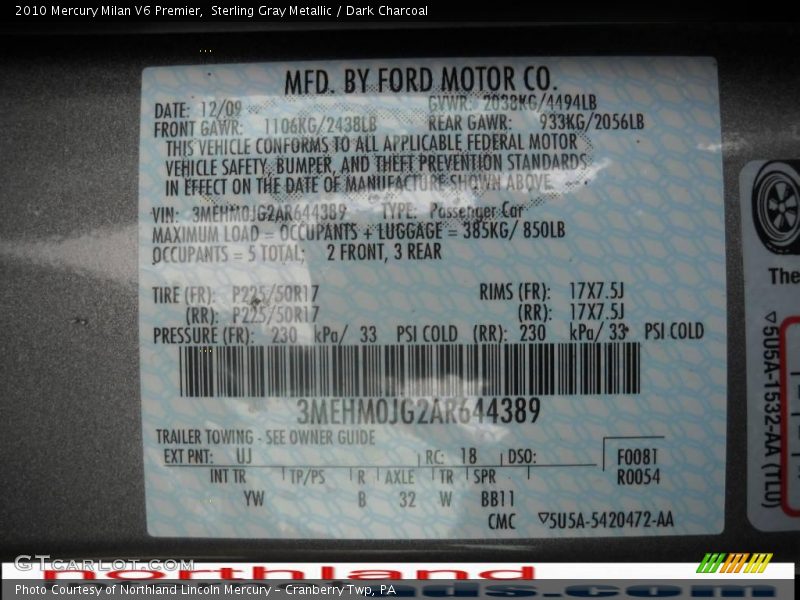 2010 Mercury Milan V6 Premier, Sterling Gray Metallic / Dark Charcoal
MFD. BY FORD MOTOR CO.
DATE: 12/09 GVWR: 2038KG/4494LB
FRONT GAWR: 1106KG/2438LB REAR GAWR: 933KG/2056LB
THIS VEHICLE CONFORMS TO ALL APPLICABLE FEDERAL MOTOR
VEHICLE SAFETY, BUMPER, AND THEFT PREVENTION STANDARDS
IN EFFECT ON THE DATE OF MANUFACTURE SHOWN ABOVE.
VIN: 3MEHM0JG2AR644389 TYPE: Passenger Car
MAXIMUM LOAD = OCCUPANTS + LUGGAGE = 385KG/ 850LB
OCCUPANTS = 5 TOTAL; 2 FRONT, 3 REAR
TIRE (FR): P225/50R17 RIMS (FR): 17X7.5J
(RR): P225/50R17 (RR): 17X7.5J
PRESSURE (FR): 230 kPa/ 33 PSI COLD (RR): 230 kPa/ 33 PSI COLD
3MEHM0JG2AR644389
TRAILER TOWING - SEE OWNER GUIDE
EXT PNT: UJ RC: 18 DSO: F0081
INT TR TP/PS R AXLE TR SPR R0054
YW B 32 W BB11
CMC ▽5U5A-5420472-AA
The
▽5U5A-1532-AA (TLU)
GTCarLot.com
northland
Photo Courtesy of Northland Lincoln Mercury - Cranberry Twp, PA